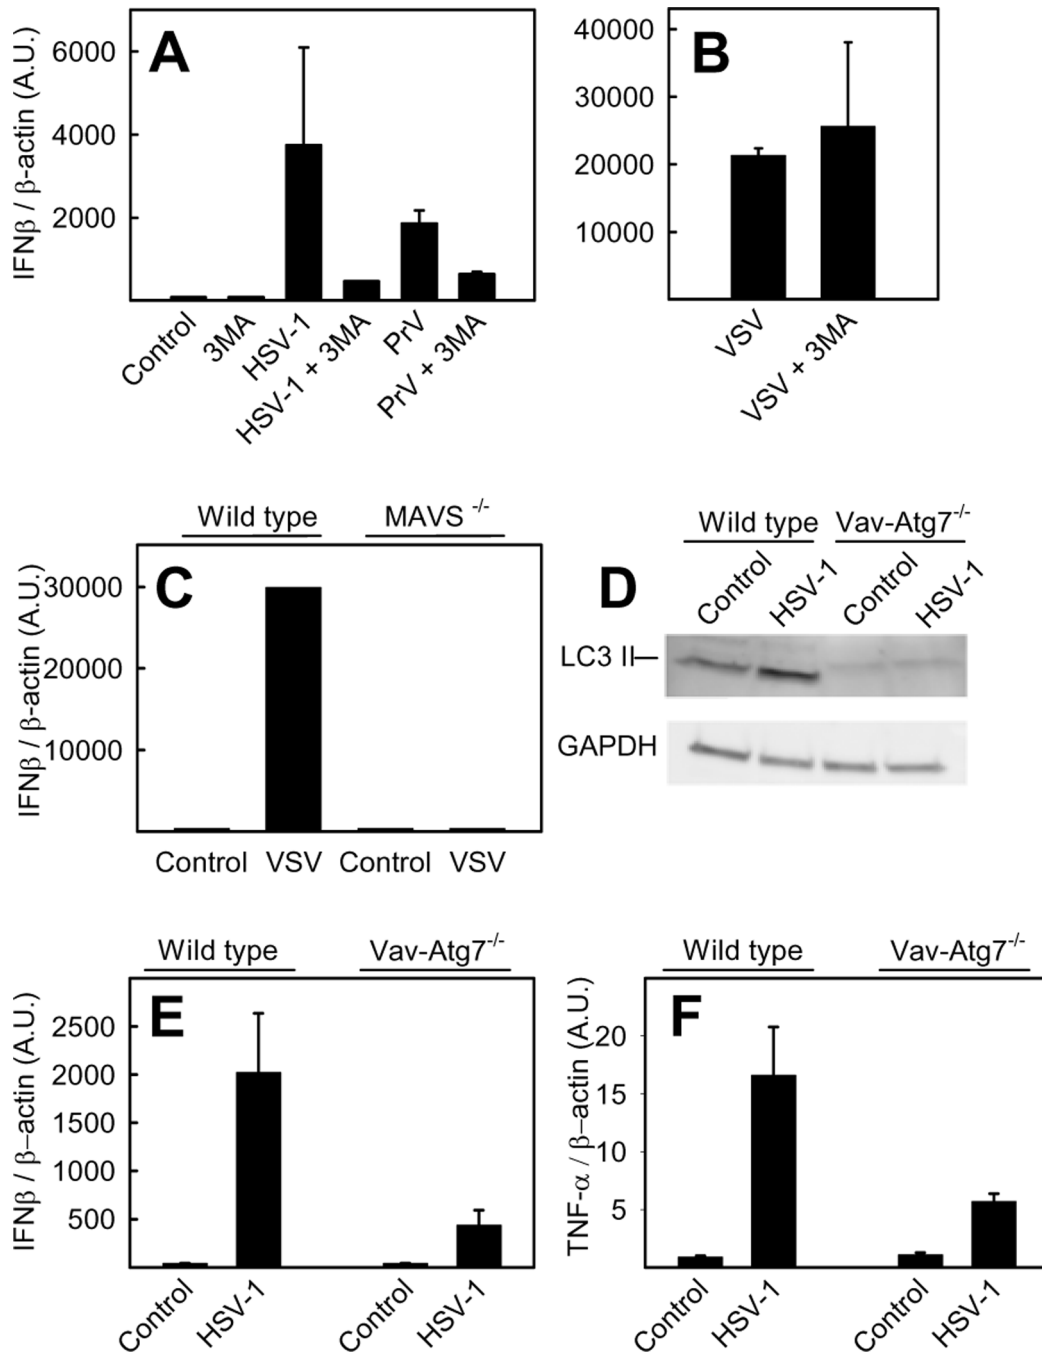 A
IFNβ / β-actin (A.U.)
6000
4000
2000
Control
3MA
HSV-1
HSV-1 + 3MA
PrV
PrV + 3MA
B
40000
30000
20000
10000
VSV
VSV + 3MA
Wild type MAVS -/-
C
IFNβ / β-actin (A.U.)
30000
20000
10000
Control VSV Control VSV
Wild type Vav-Atg7-/-
D
Control HSV-1 Control HSV-1
LC3 II
GAPDH
Wild type Vav-Atg7-/-
E
IFNβ / β–actin (A.U.)
2500
2000
1500
1000
500
Control HSV-1 Control HSV-1
Wild type Vav-Atg7-/-
F
TNF-α / β–actin (A.U.)
20
15
10
5
Control HSV-1 Control HSV-1